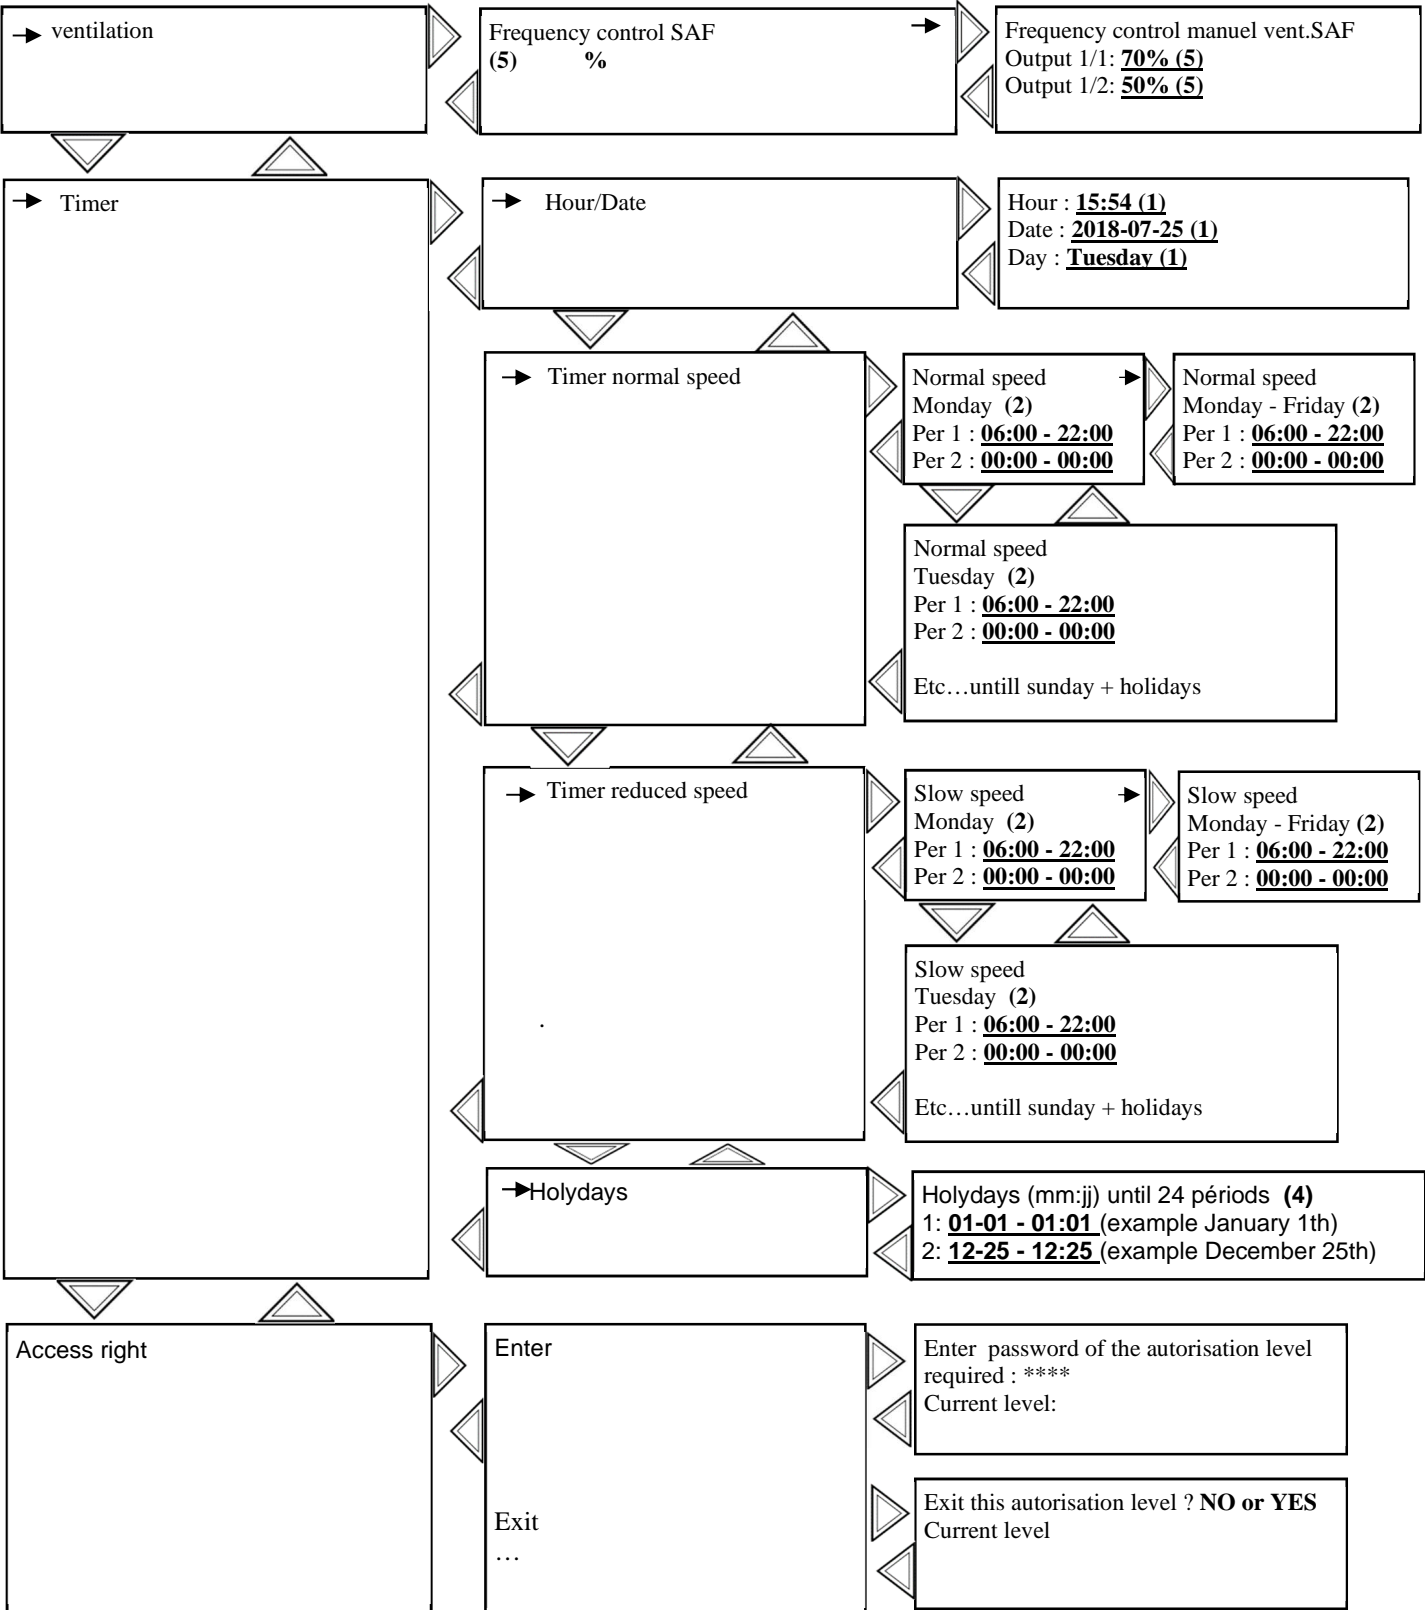 ventilation
Frequency control SAF
(5) %
Frequency control manuel vent.SAF
Output 1/1: 70% (5)
Output 1/2: 50% (5)
Timer
Hour/Date
Hour : 15:54 (1)
Date : 2018-07-25 (1)
Day : Tuesday (1)
Timer normal speed
Normal speed
Monday (2)
Per 1 : 06:00 - 22:00
Per 2 : 00:00 - 00:00
Normal speed
Monday - Friday (2)
Per 1 : 06:00 - 22:00
Per 2 : 00:00 - 00:00
Normal speed
Tuesday (2)
Per 1 : 06:00 - 22:00
Per 2 : 00:00 - 00:00
Etc…untill sunday + holidays
Timer reduced speed
.
Slow speed
Monday (2)
Per 1 : 06:00 - 22:00
Per 2 : 00:00 - 00:00
Slow speed
Monday - Friday (2)
Per 1 : 06:00 - 22:00
Per 2 : 00:00 - 00:00
Slow speed
Tuesday (2)
Per 1 : 06:00 - 22:00
Per 2 : 00:00 - 00:00
Etc…untill sunday + holidays
Holydays
Holydays (mm:jj) until 24 périods (4)
1: 01-01 - 01:01 (example January 1th)
2: 12-25 - 12:25 (example December 25th)
Access right
Enter
Enter password of the autorisation level
required : ****
Current level:
Exit
…
Exit this autorisation level ? NO or YES
Current level